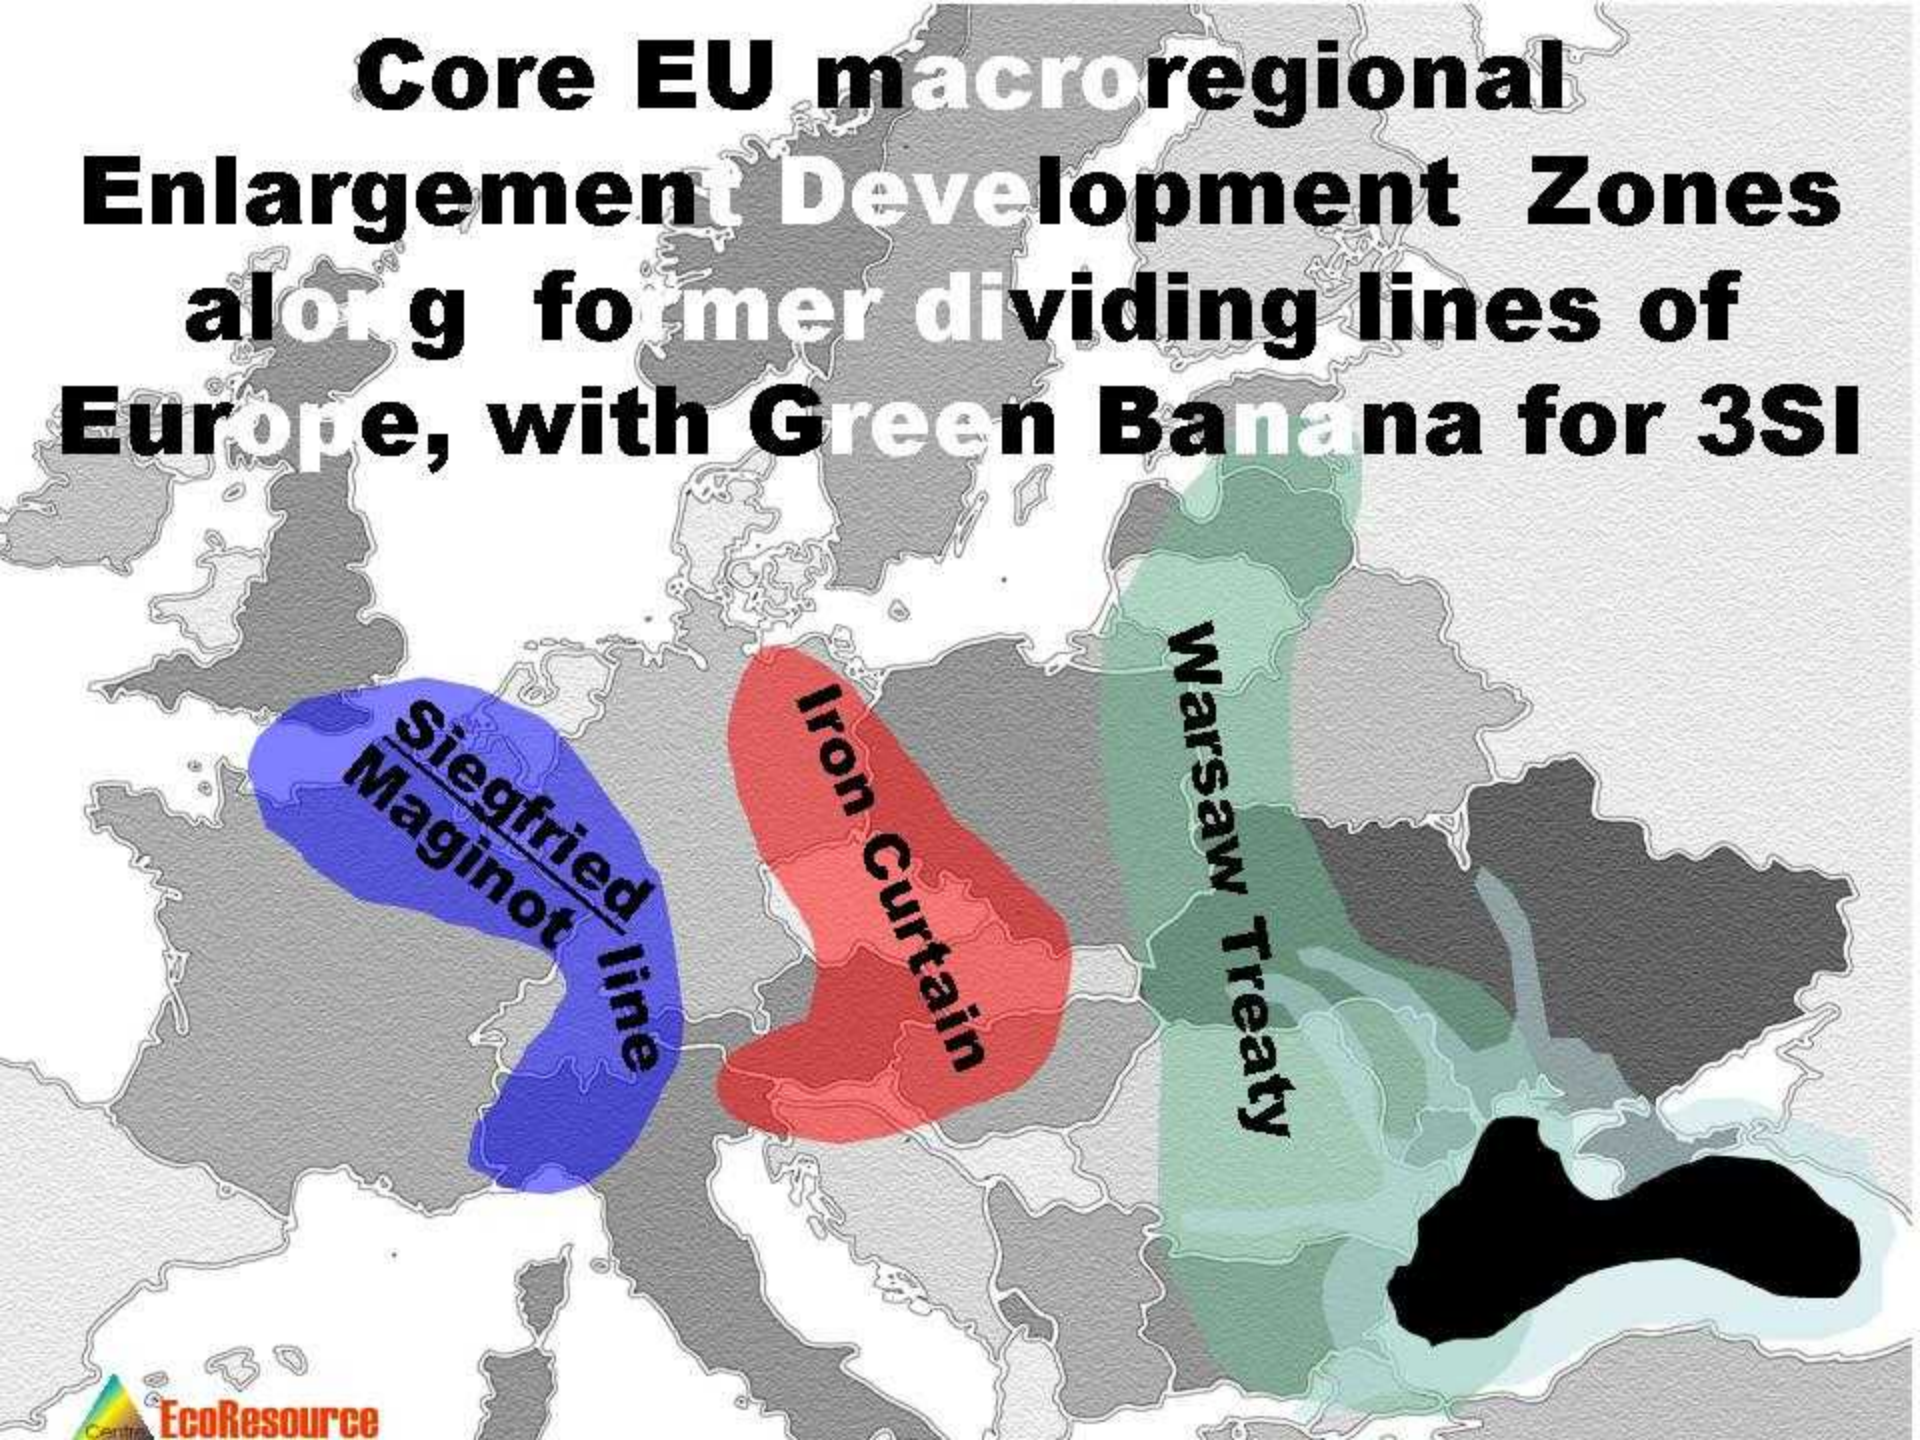 Core EU macroregional
Enlargement Development Zones
along former dividing lines of
Europe, with Green Banana for 3SI
Siegfried
Maginot line
Iron Curtain
Warsaw Treaty
Centre EcoResource